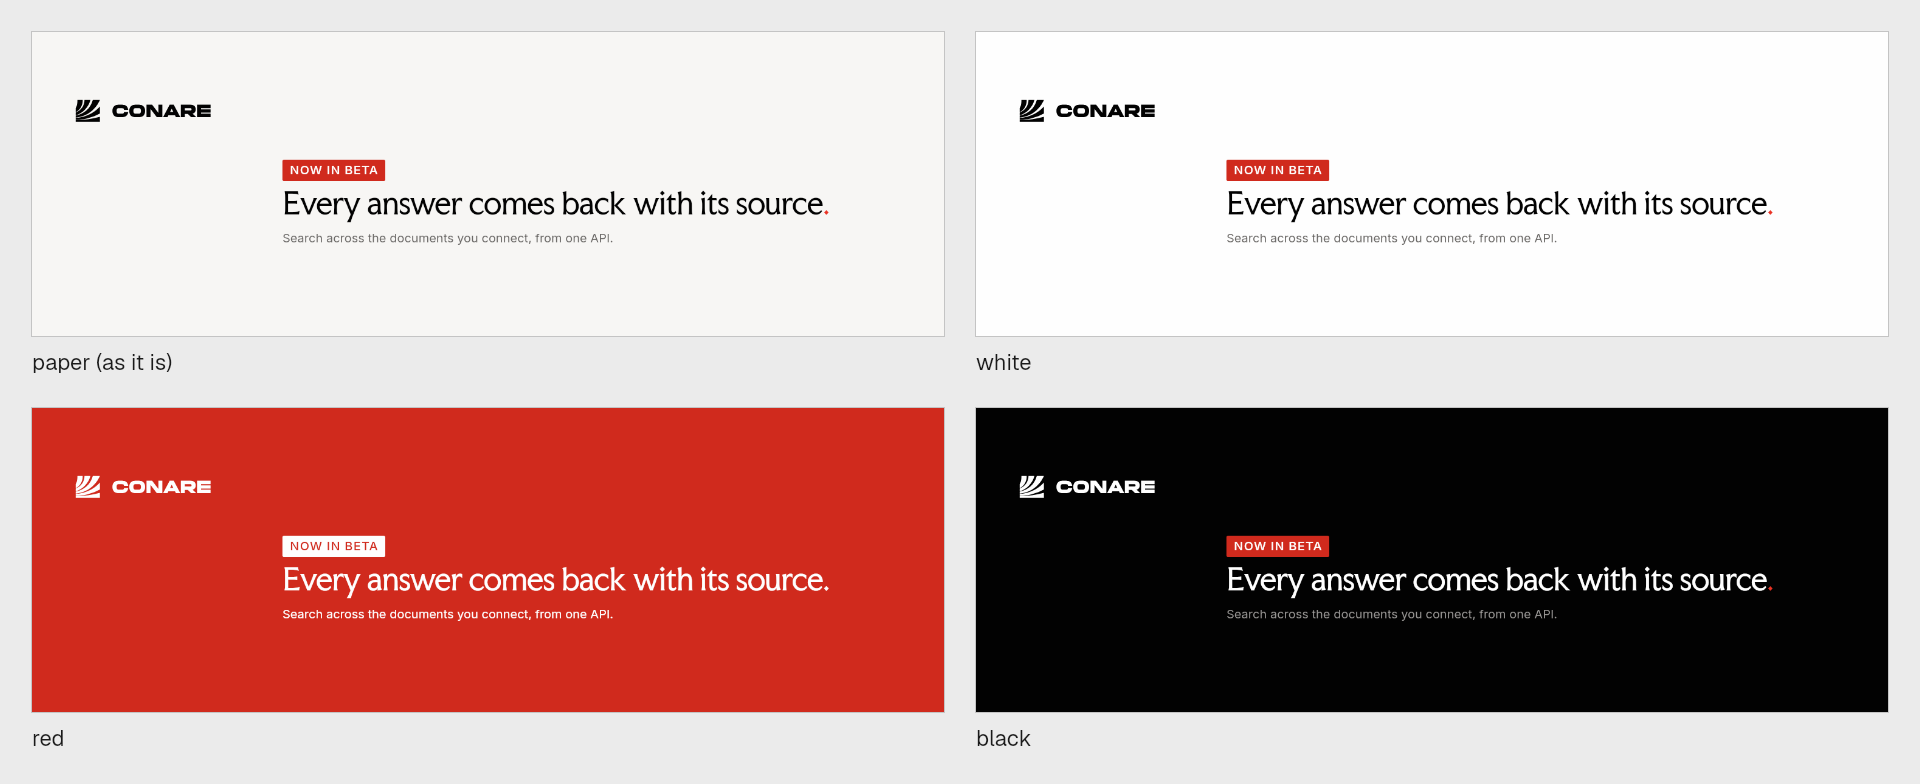 CONARE
NOW IN BETA
Every answer comes back with its source.
Search across the documents you connect, from one API.
paper (as it is)
CONARE
NOW IN BETA
Every answer comes back with its source.
Search across the documents you connect, from one API.
white
CONARE
NOW IN BETA
Every answer comes back with its source.
Search across the documents you connect, from one API.
red
CONARE
NOW IN BETA
Every answer comes back with its source.
Search across the documents you connect, from one API.
black